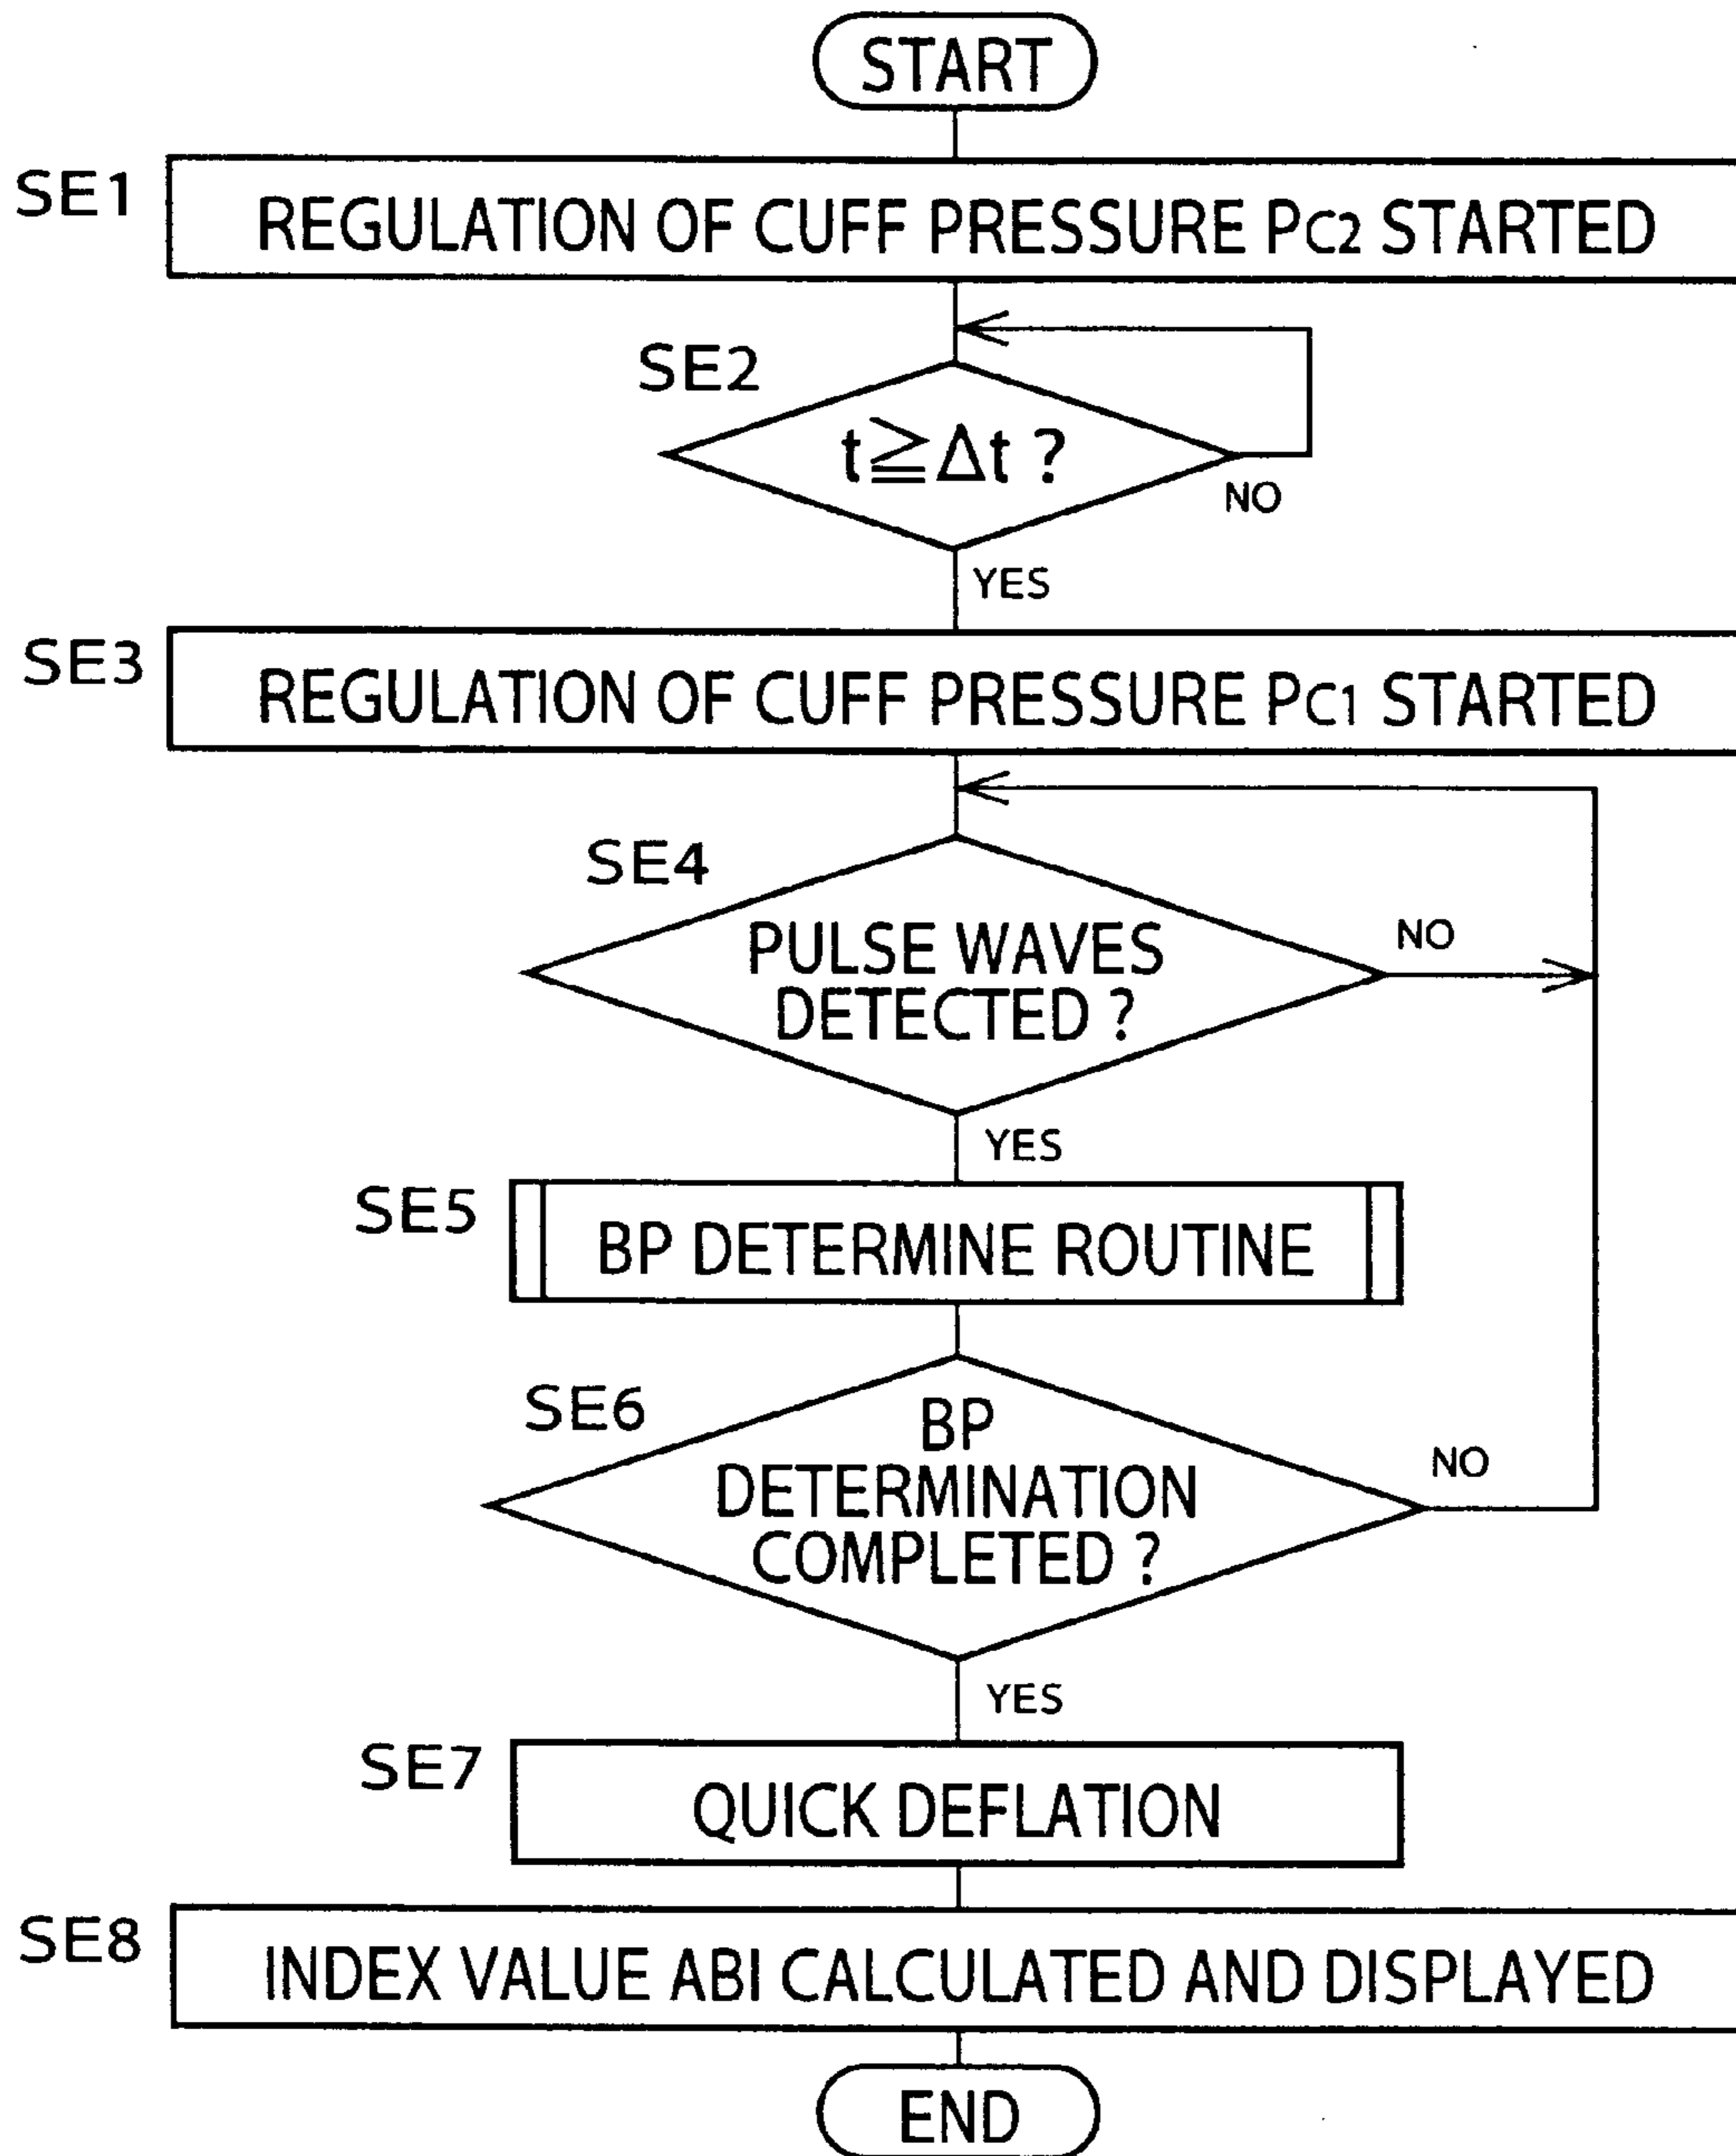 START
SE1
REGULATION OF CUFF PRESSURE PC2 STARTED
SE2
t≧Δt ?
NO
YES
SE3
REGULATION OF CUFF PRESSURE PC1 STARTED
SE4
PULSE WAVES
DETECTED ?
NO
YES
SE5
BP DETERMINE ROUTINE
SE6
BP
DETERMINATION
COMPLETED ?
NO
YES
SE7
QUICK DEFLATION
SE8
INDEX VALUE ABI CALCULATED AND DISPLAYED
END